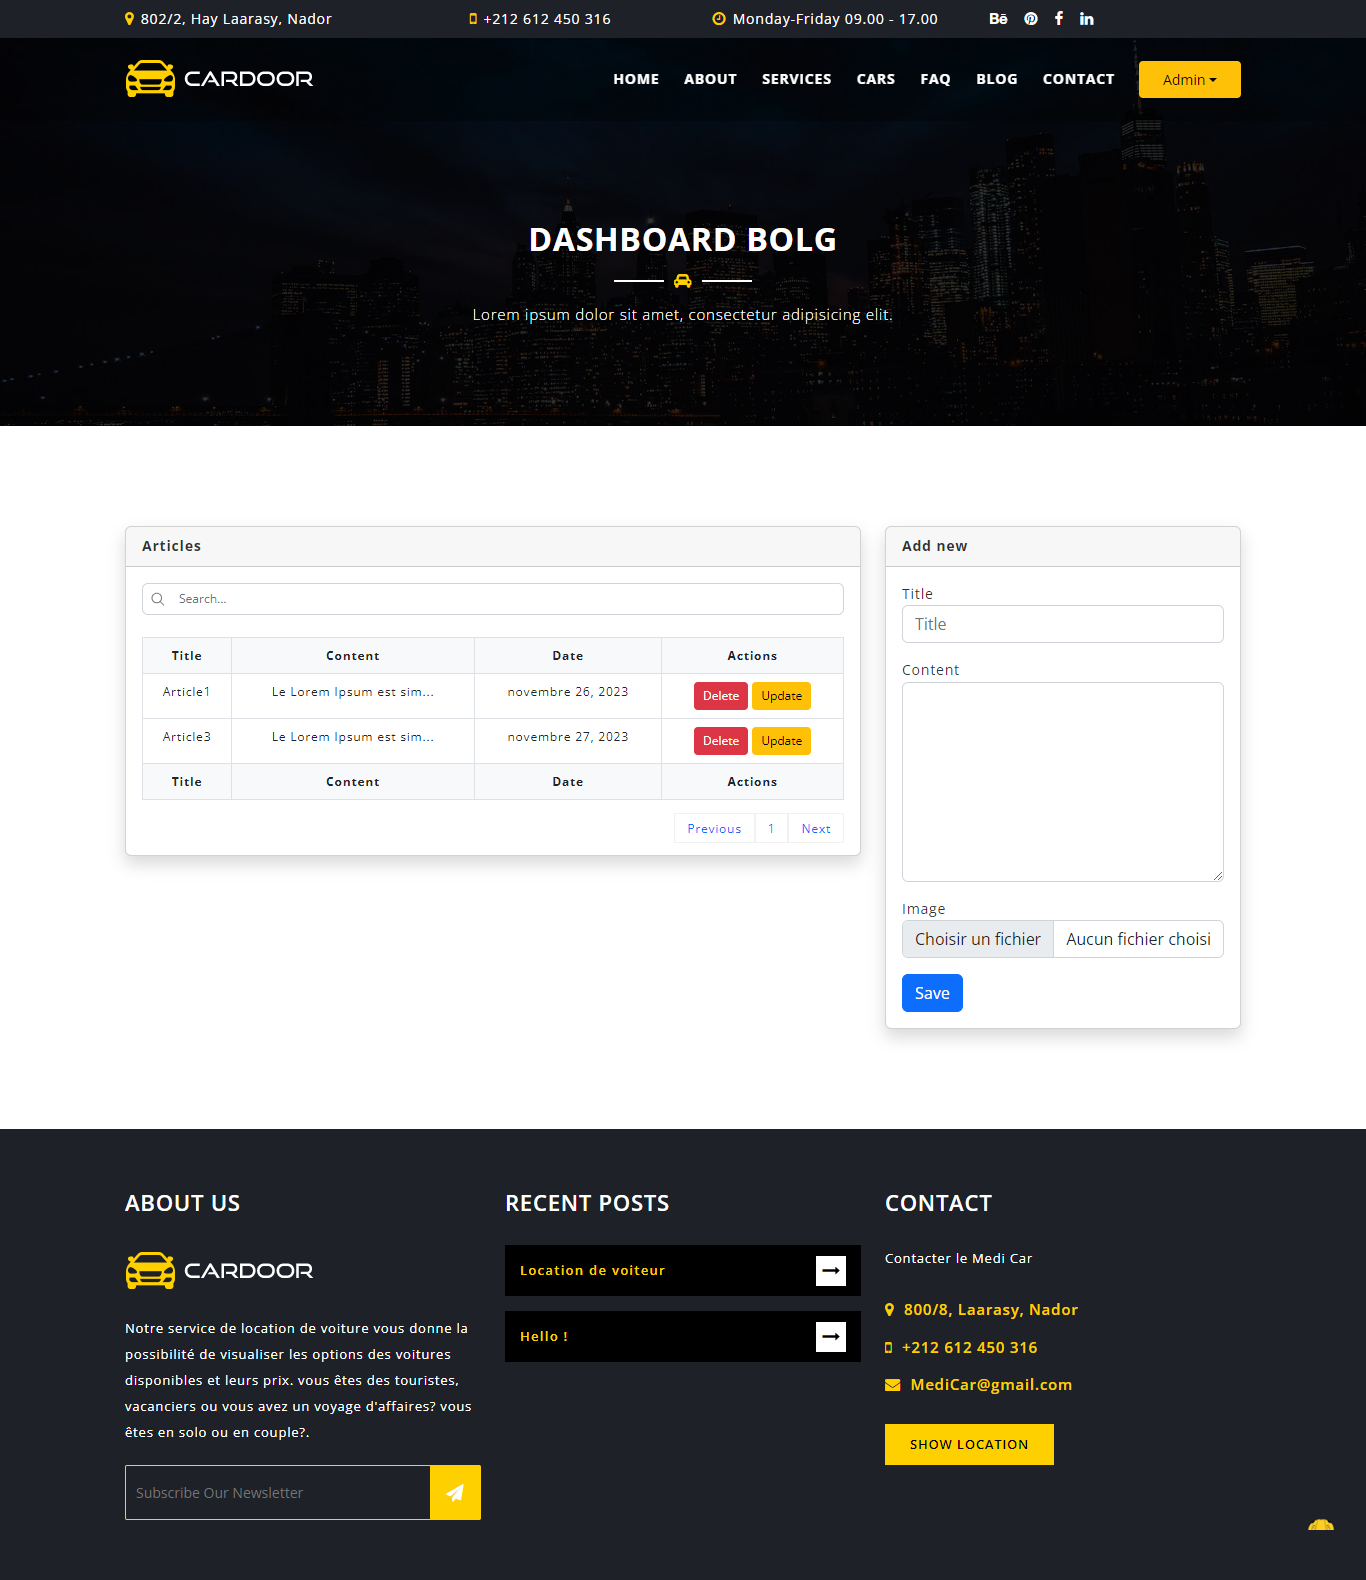 802/2, Hay Laarasy, Nador
+212 612 450 316
Monday-Friday 09.00 - 17.00
CARDOOR
HOME ABOUT SERVICES CARS FAQ BLOG CONTACT
Admin
DASHBOARD BOLG
Lorem ipsum dolor sit amet, consectetur adipisicing elit.
Articles
Search...
Title Content Date Actions
Article1 Le Lorem Ipsum est sim... novembre 26, 2023 Delete Update
Article3 Le Lorem Ipsum est sim... novembre 27, 2023 Delete Update
Title Content Date Actions
Previous 1 Next
Add new
Title
Title
Content
Image
Choisir un fichier Aucun fichier choisi
Save
ABOUT US
CARDOOR
Notre service de location de voiture vous donne la
possibilité de visualiser les options des voitures
disponibles et leurs prix. vous êtes des touristes,
vacanciers ou vous avez un voyage d'affaires? vous
êtes en solo ou en couple?.
Subscribe Our Newsletter
RECENT POSTS
Location de voiteur
Hello !
CONTACT
Contacter le Medi Car
800/8, Laarasy, Nador
+212 612 450 316
MediCar@gmail.com
SHOW LOCATION